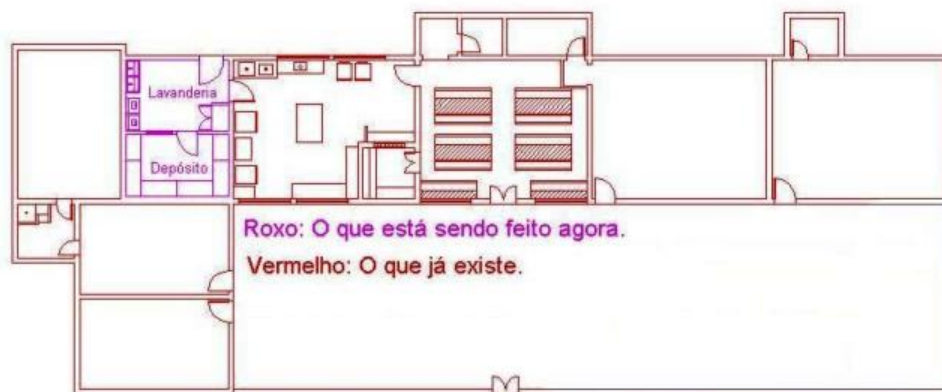 Lavanderia
Depósito
Roxo: O que está sendo feito agora.
Vermelho: O que já existe.